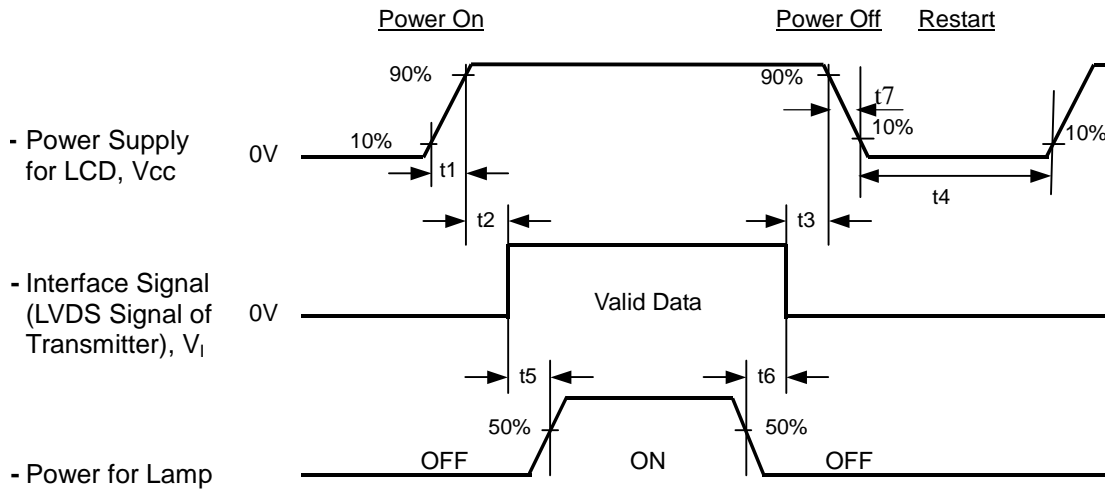 Power On
Power Off
Restart
90%
90%
t7
- Power Supply
for LCD, Vcc
0V
10%
10%
10%
t1
t4
t2
t3
- Interface Signal
(LVDS Signal of
Transmitter), VI
0V
Valid Data
t5
t6
50%
50%
- Power for Lamp
OFF
ON
OFF